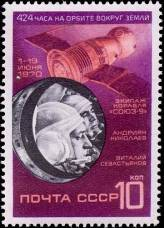 424 ЧАСА НА ОРБИТЕ ВОКРУГ ЗЕМЛИ
1-19
ИЮНЯ
1970
ЭКИПАЖ
КОРАБЛЯ
«СОЮЗ-9»
АНДРИЯН
НИКОЛАЕВ
ВИТАЛИЙ
СЕВАСТЬЯНОВ
ПОЧТА СССР
10 КОП